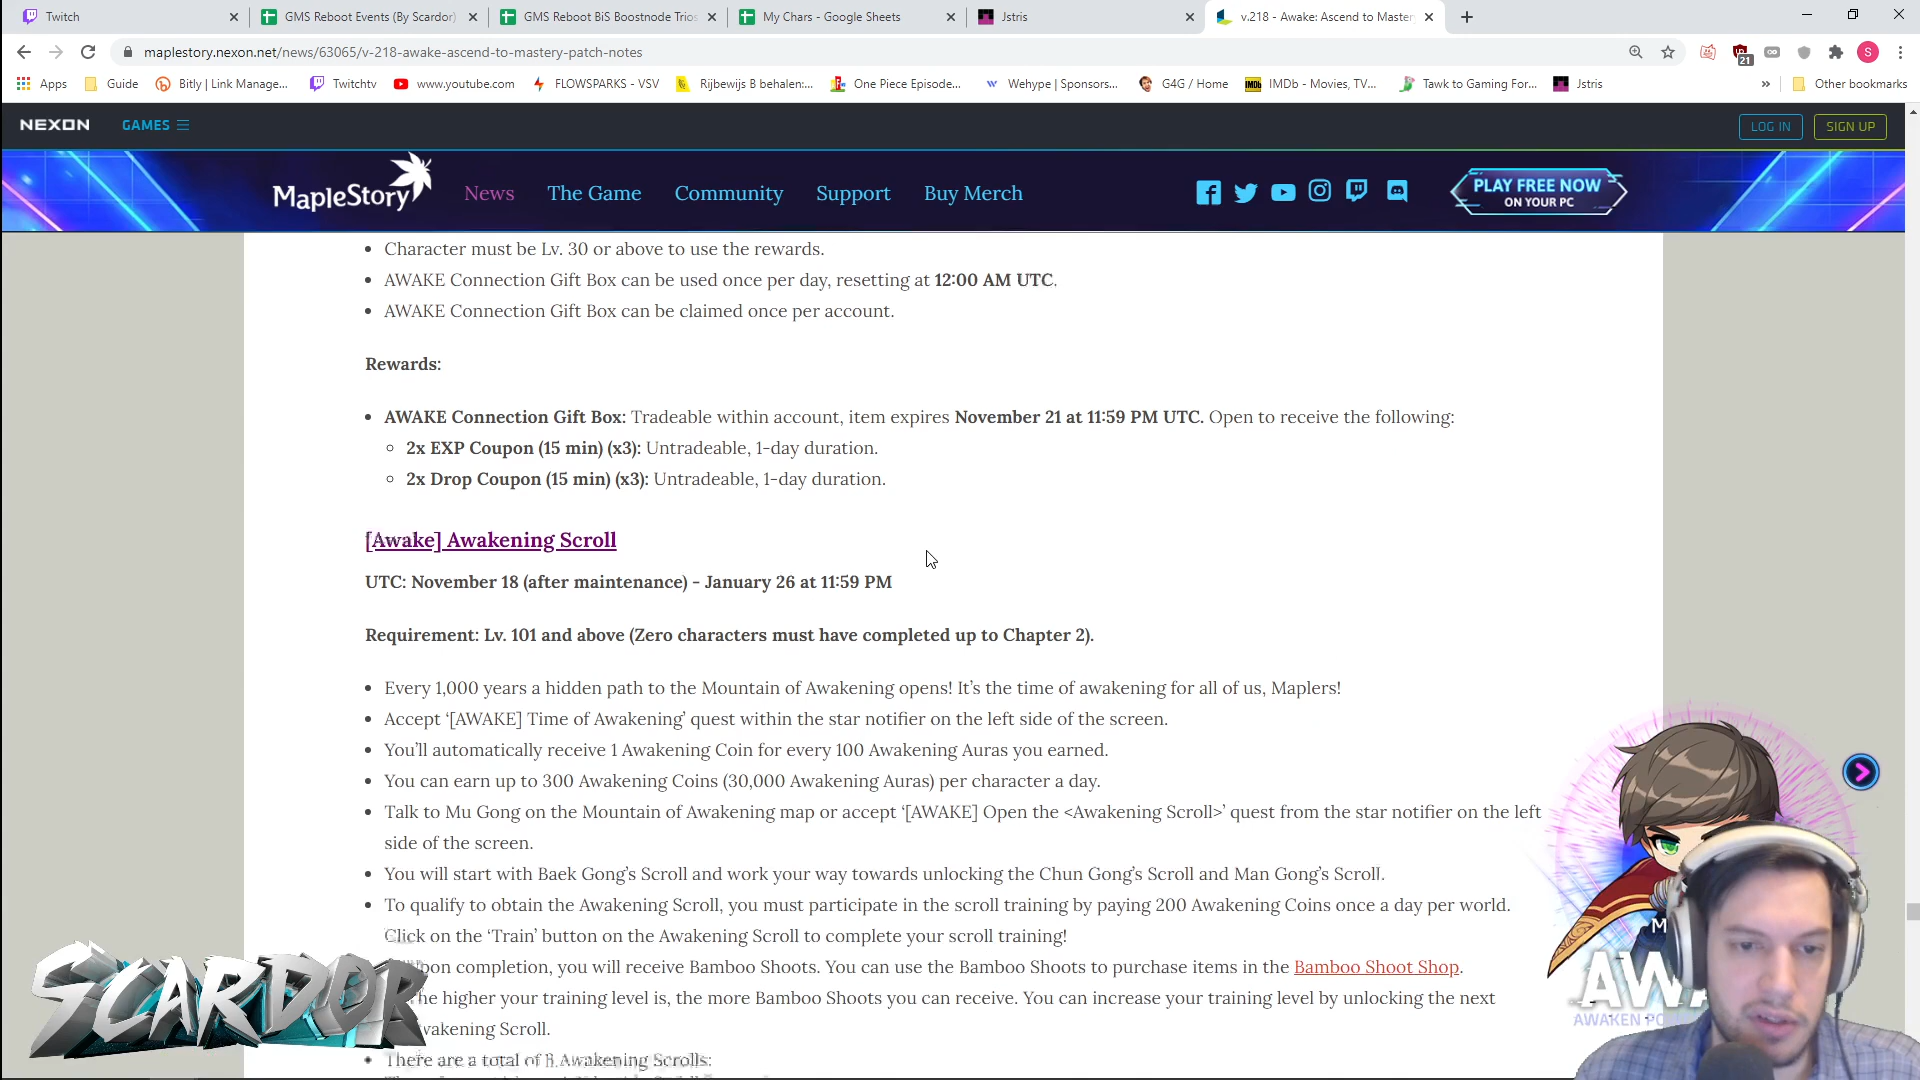 Twitch
GMS Reboot Events (By Scardor)
GMS Reboot BiS Boostnode Trios
My Chars - Google Sheets
Jstris
v.218 - Awake: Ascend to Master
maplestory.nexon.net/news/63065/v-218-awake-ascend-to-mastery-patch-notes
21
S
Apps
Guide
Bitly | Link Manage...
Twitchtv
www.youtube.com
FLOWSPARKS - VSV
Rijbewijs B behalen:...
One Piece Episode...
Wehype | Sponsors...
G4G / Home
IMDb - Movies, TV...
Tawk to Gaming For...
Jstris
»
Other bookmarks
NEXON
GAMES
LOG IN
SIGN UP
MapleStory
News
The Game
Community
Support
Buy Merch
PLAY FREE NOW
ON YOUR PC
• Character must be Lv. 30 or above to use the rewards.
• AWAKE Connection Gift Box can be used once per day, resetting at 12:00 AM UTC.
• AWAKE Connection Gift Box can be claimed once per account.
Rewards:
• AWAKE Connection Gift Box: Tradeable within account, item expires November 21 at 11:59 PM UTC. Open to receive the following:
◦ 2x EXP Coupon (15 min) (x3): Untradeable, 1-day duration.
◦ 2x Drop Coupon (15 min) (x3): Untradeable, 1-day duration.
[Awake] Awakening Scroll
UTC: November 18 (after maintenance) - January 26 at 11:59 PM
Requirement: Lv. 101 and above (Zero characters must have completed up to Chapter 2).
• Every 1,000 years a hidden path to the Mountain of Awakening opens! It’s the time of awakening for all of us, Maplers!
• Accept ‘[AWAKE] Time of Awakening’ quest within the star notifier on the left side of the screen.
• You’ll automatically receive 1 Awakening Coin for every 100 Awakening Auras you earned.
• You can earn up to 300 Awakening Coins (30,000 Awakening Auras) per character a day.
• Talk to Mu Gong on the Mountain of Awakening map or accept ‘[AWAKE] Open the <Awakening Scroll>’ quest from the star notifier on the left
side of the screen.
• You will start with Baek Gong’s Scroll and work your way towards unlocking the Chun Gong’s Scroll and Man Gong’s Scroll.
• To qualify to obtain the Awakening Scroll, you must participate in the scroll training by paying 200 Awakening Coins once a day per world.
Click on the ‘Train’ button on the Awakening Scroll to complete your scroll training!
pon completion, you will receive Bamboo Shoots. You can use the Bamboo Shoots to purchase items in the Bamboo Shoot Shop.
he higher your training level is, the more Bamboo Shoots you can receive. You can increase your training level by unlocking the next
wakening Scroll.
• There are a total of 3 Awakening Scrolls:
SCARDOR
M
AWA
AWAKEN PO